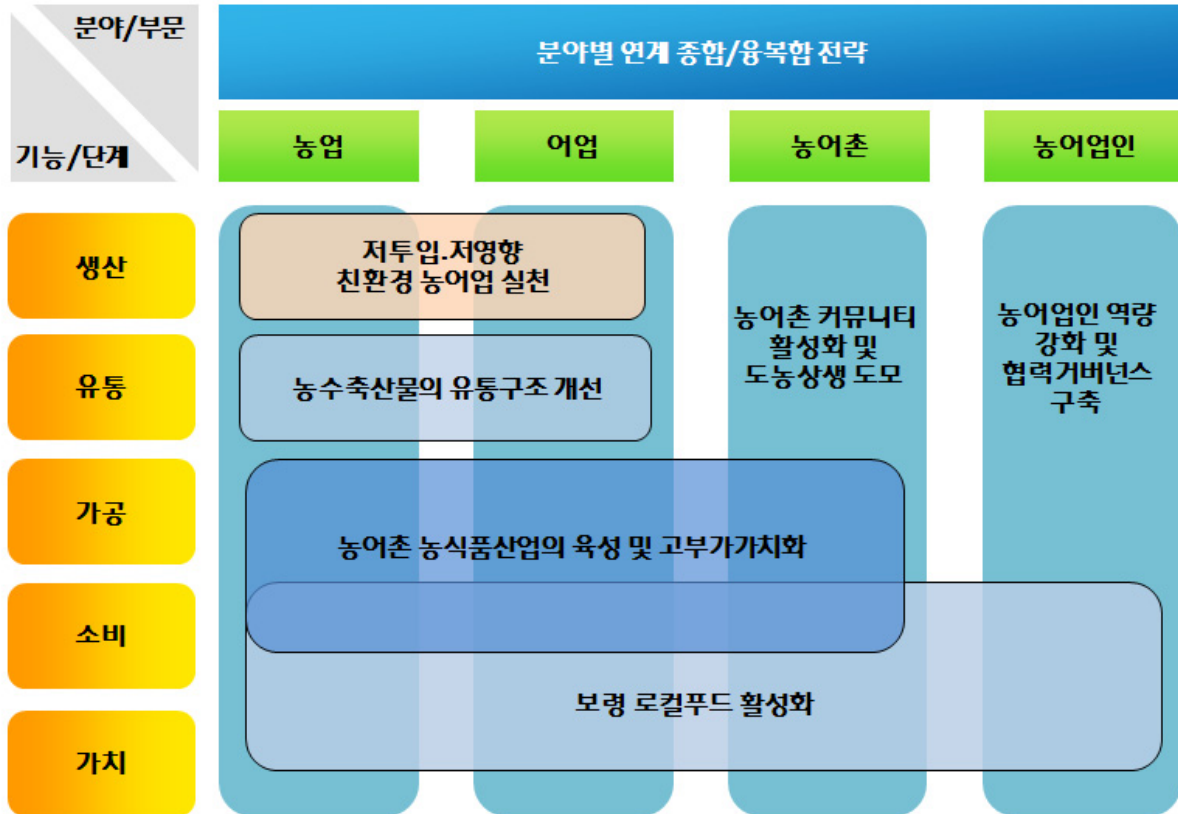 분야/부문
기능/단계
분야별 연계 종합/융복합 전략
농업
어업
농어촌
농어업인
생산
저투입.저영향
친환경 농어업 실천
농어촌 커뮤니티
활성화 및
도농상생 도모
농어업인 역량
강화 및
협력거버넌스
구축
유통
농수축산물의 유통구조 개선
가공
농어촌 농식품산업의 육성 및 고부가가치화
소비
보령 로컬푸드 활성화
가치